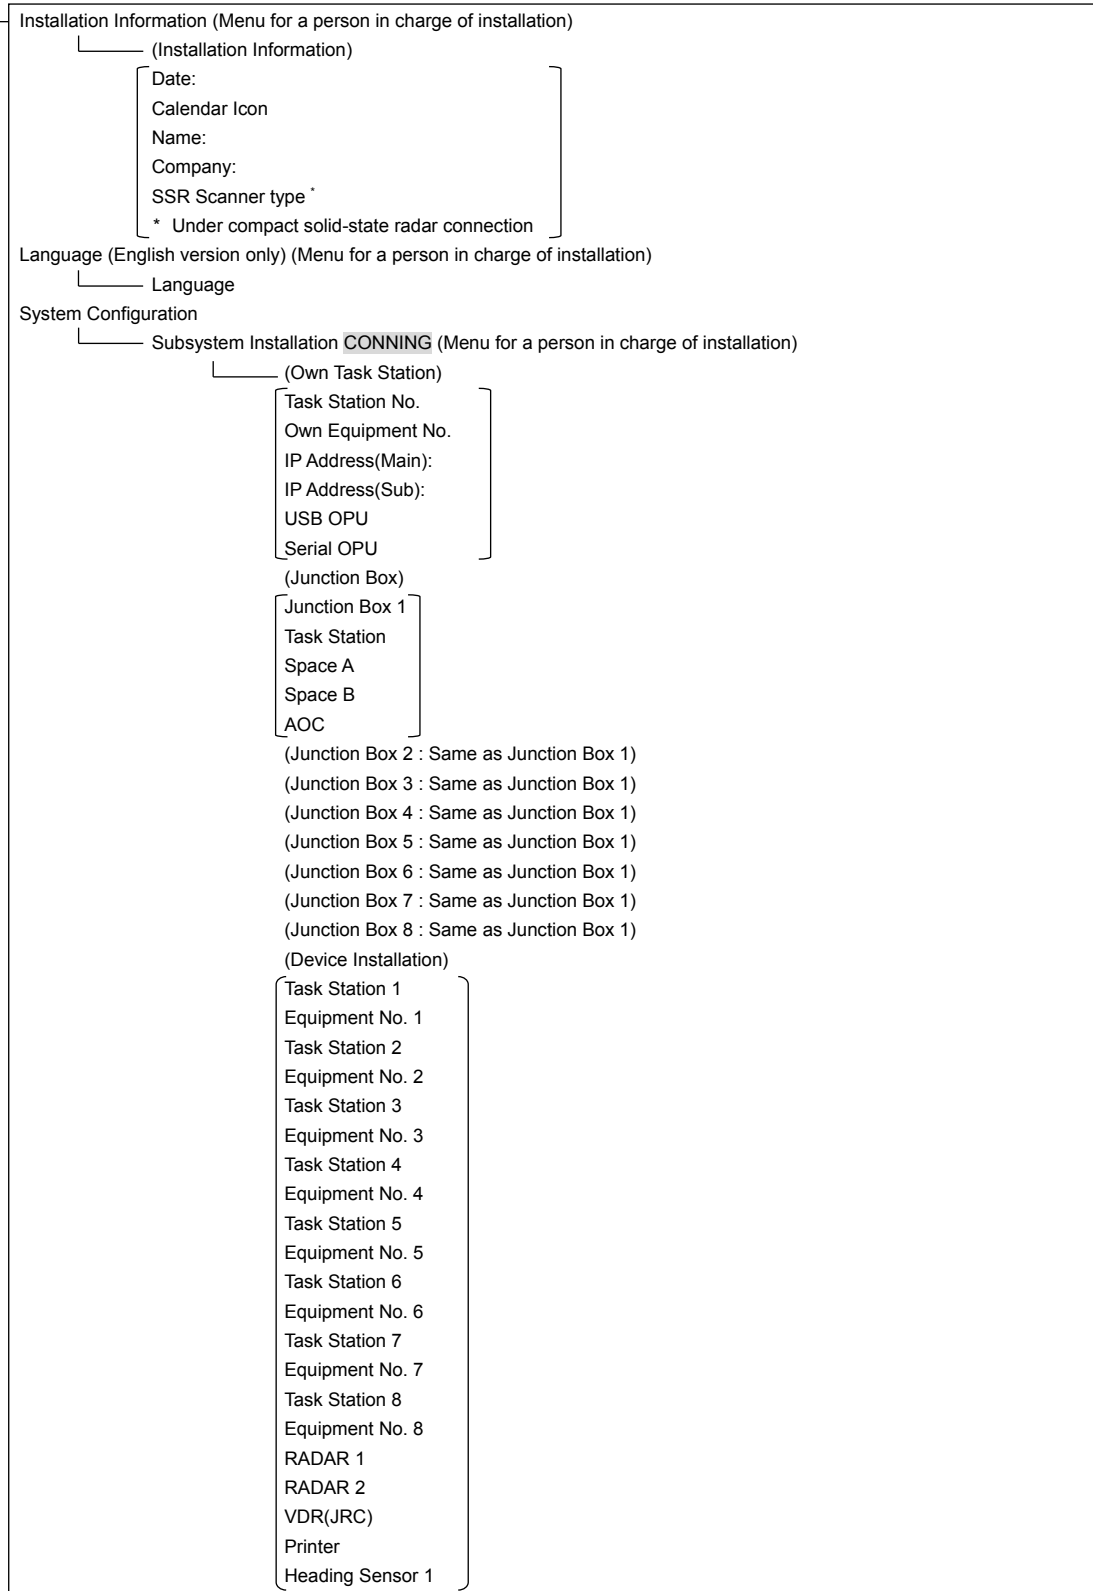 Installation Information (Menu for a person in charge of installation)
(Installation Information)
Date:
Calendar Icon
Name:
Company:
SSR Scanner type *
* Under compact solid-state radar connection
Language (English version only) (Menu for a person in charge of installation)
Language
System Configuration
Subsystem Installation CONNING (Menu for a person in charge of installation)
(Own Task Station)
Task Station No.
Own Equipment No.
IP Address(Main):
IP Address(Sub):
USB OPU
Serial OPU
(Junction Box)
Junction Box 1
Task Station
Space A
Space B
AOC
(Junction Box 2 : Same as Junction Box 1)
(Junction Box 3 : Same as Junction Box 1)
(Junction Box 4 : Same as Junction Box 1)
(Junction Box 5 : Same as Junction Box 1)
(Junction Box 6 : Same as Junction Box 1)
(Junction Box 7 : Same as Junction Box 1)
(Junction Box 8 : Same as Junction Box 1)
(Device Installation)
Task Station 1
Equipment No. 1
Task Station 2
Equipment No. 2
Task Station 3
Equipment No. 3
Task Station 4
Equipment No. 4
Task Station 5
Equipment No. 5
Task Station 6
Equipment No. 6
Task Station 7
Equipment No. 7
Task Station 8
Equipment No. 8
RADAR 1
RADAR 2
VDR(JRC)
Printer
Heading Sensor 1